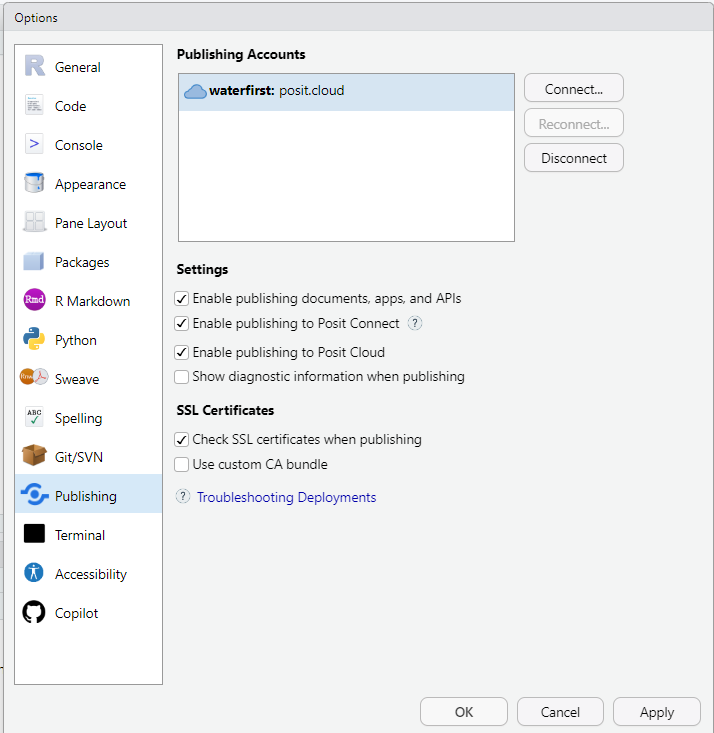 Options
General
Code
Console
Appearance
Pane Layout
Packages
Rmd R Markdown
Python
Rnw Sweave
ABC Spelling
Git/SVN
Publishing
Terminal
Accessibility
Copilot
Publishing Accounts
waterfirst: posit.cloud
Connect...
Reconnect...
Disconnect
Settings
Enable publishing documents, apps, and APIs
Enable publishing to Posit Connect ?
Enable publishing to Posit Cloud
Show diagnostic information when publishing
SSL Certificates
Check SSL certificates when publishing
Use custom CA bundle
? Troubleshooting Deployments
OK
Cancel
Apply